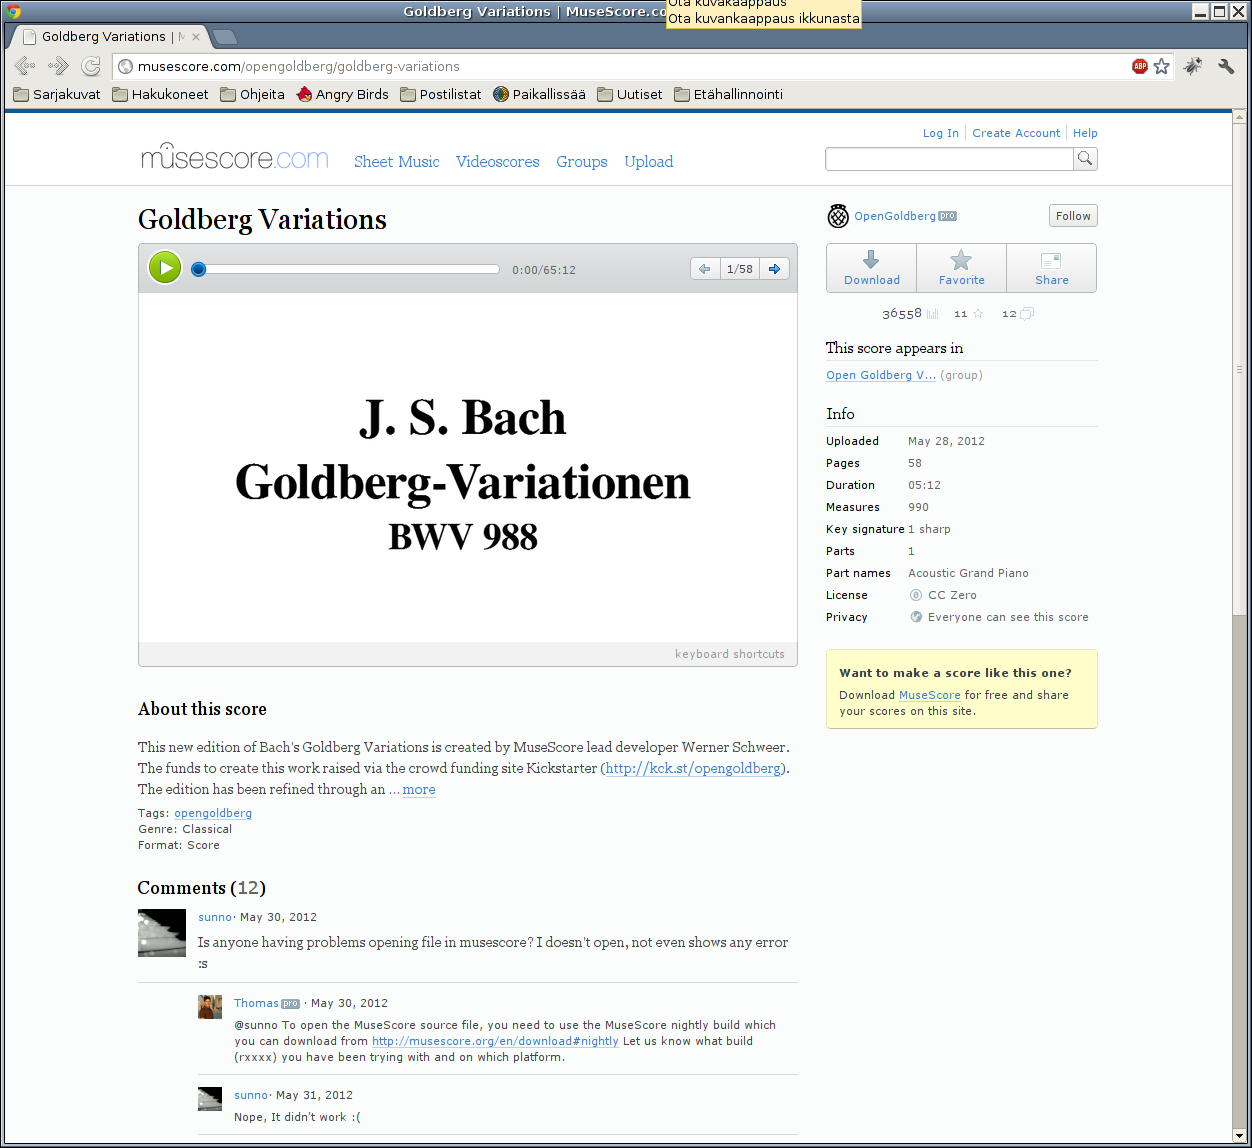 Goldberg Variations | MuseScore.co
Ota kuvakaappaus
Ota kuvankaappaus ikkunasta
Goldberg Variations | M
musescore.com/opengoldberg/goldberg-variations
ABP
Sarjakuvat Hakukoneet Ohjeita Angry Birds Postilistat Paikallissää Uutiset Etähallinnointi
Log In Create Account Help
musescore.com Sheet Music Videoscores Groups Upload
Goldberg Variations
0:00/65:12 1/58
J. S. Bach
Goldberg-Variationen
BWV 988
keyboard shortcuts
About this score
This new edition of Bach's Goldberg Variations is created by MuseScore lead developer Werner Schweer.
The funds to create this work raised via the crowd funding site Kickstarter (http://kck.st/opengoldberg).
The edition has been refined through an ... more
Tags: opengoldberg
Genre: Classical
Format: Score
Comments (12)
sunno· May 30, 2012
Is anyone having problems opening file in musescore? I doesn't open, not even shows any error
:s
Thomas pro · May 30, 2012
@sunno To open the MuseScore source file, you need to use the MuseScore nightly build which
you can download from http://musescore.org/en/download#nightly Let us know what build
(rxxxx) you have been trying with and on which platform.
sunno· May 31, 2012
Nope, It didn't work :(
OpenGoldberg pro Follow
Download Favorite Share
36558 11 12
This score appears in
Open Goldberg V... (group)
Info
Uploaded May 28, 2012
Pages 58
Duration 05:12
Measures 990
Key signature 1 sharp
Parts 1
Part names Acoustic Grand Piano
License CC Zero
Privacy Everyone can see this score
Want to make a score like this one?
Download MuseScore for free and share
your scores on this site.